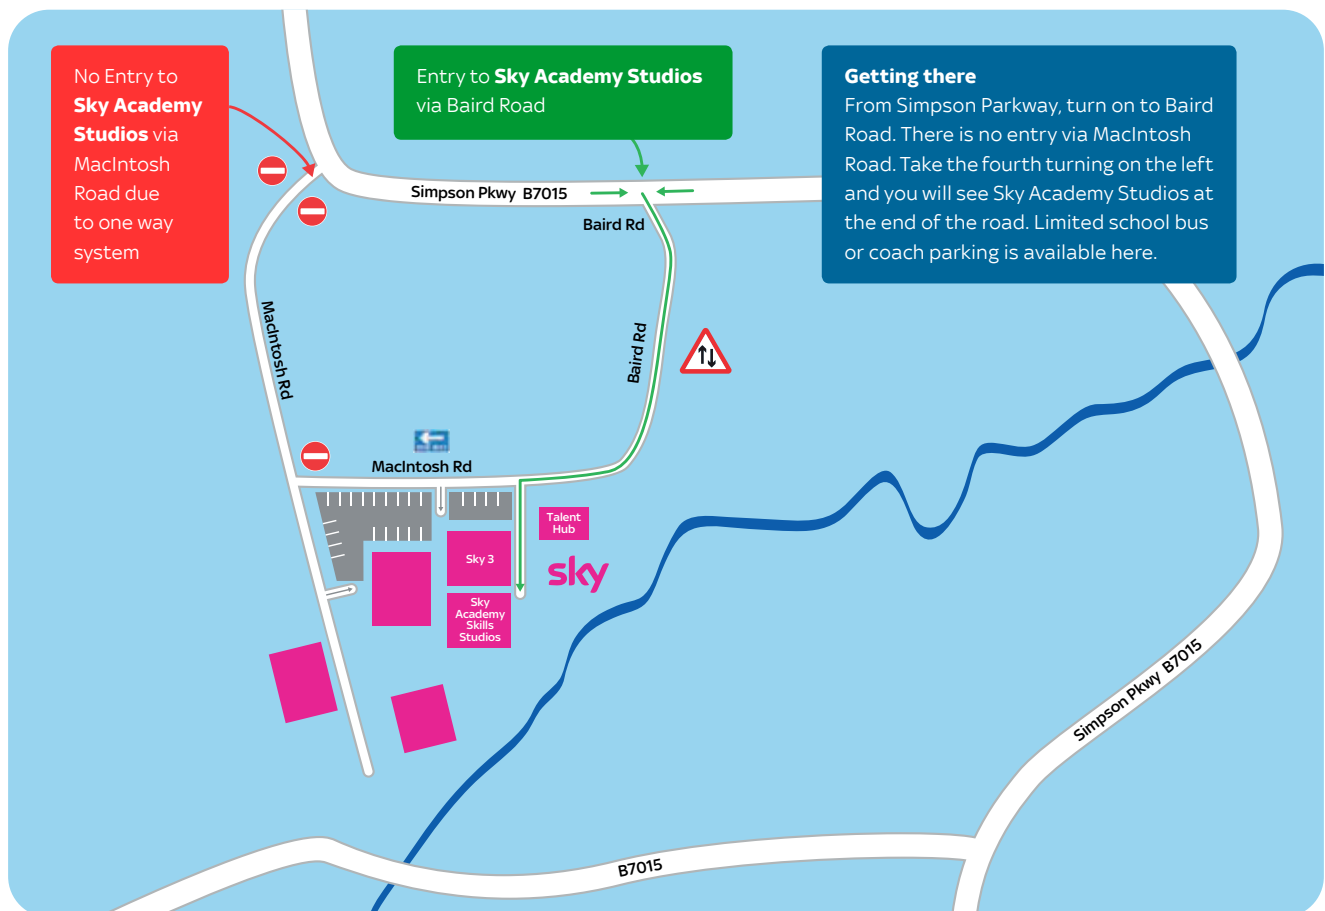 No Entry to
Sky Academy
Studios via
MacIntosh
Road due
to one way
system
Entry to Sky Academy Studios
via Baird Road
Getting there
From Simpson Parkway, turn on to Baird
Road. There is no entry via MacIntosh
Road. Take the fourth turning on the left
and you will see Sky Academy Studios at
the end of the road. Limited school bus
or coach parking is available here.
Simpson Pkwy B7015
Baird Rd
MacIntosh Rd
Baird Rd
MacIntosh Rd
Talent
Hub
Sky 3
sky
Sky
Academy
Skills
Studios
Simpson Pkwy B7015
B7015